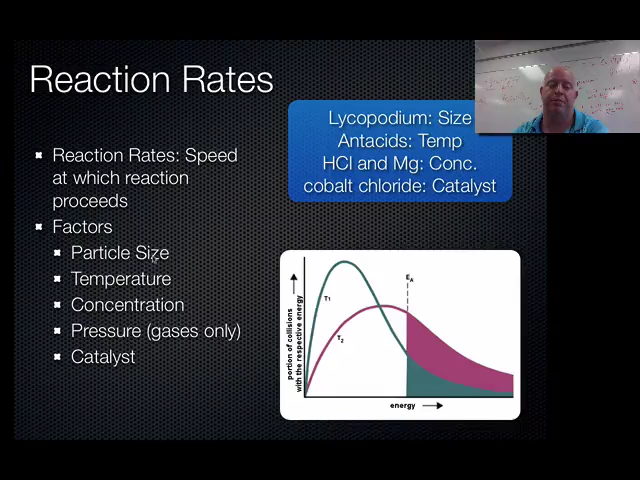 Reaction Rates
Lycopodium: Size
Antacids: Temp
HCl and Mg: Conc.
cobalt chloride: Catalyst
Reaction Rates: Speed
at which reaction
proceeds
Factors
Particle Size
Temperature
Concentration
Pressure (gases only)
Catalyst
portion of collisions
with the respective energy
T1
T2
EA
energy